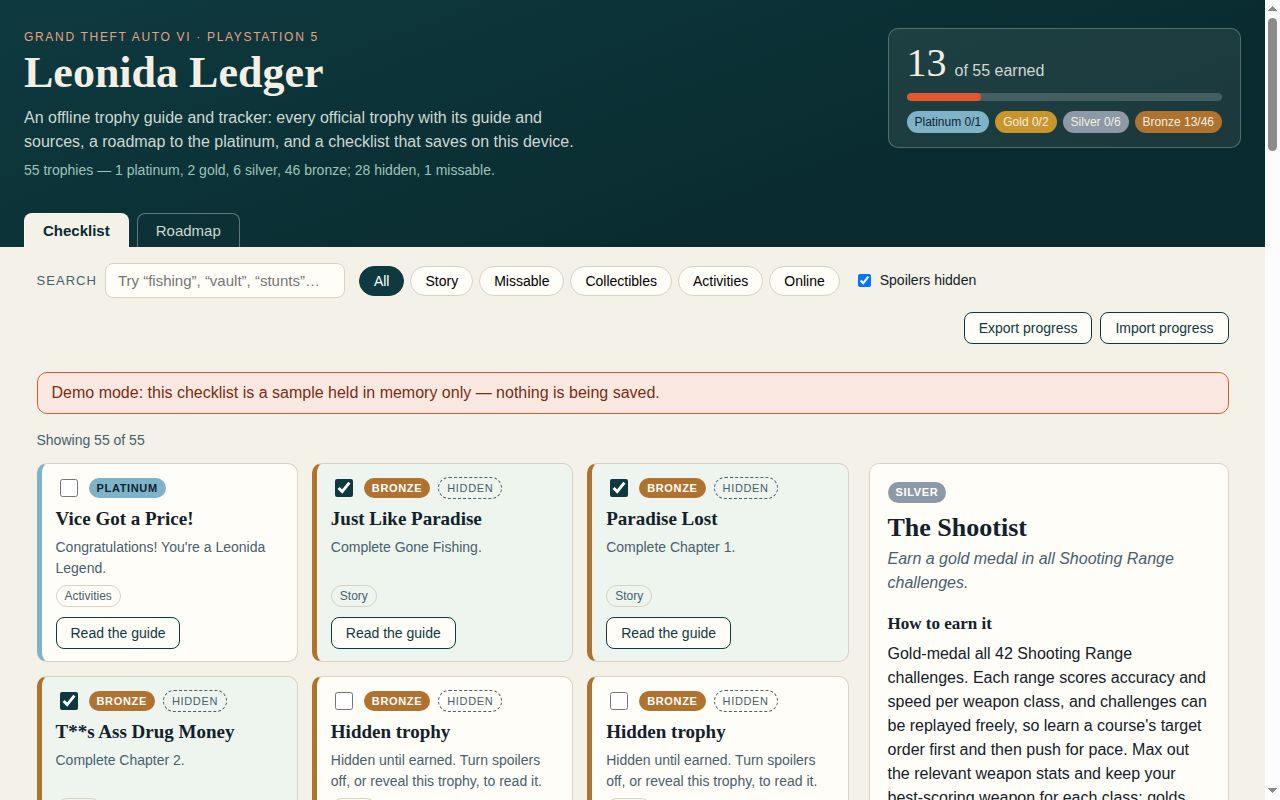 GRAND THEFT AUTO VI · PLAYSTATION 5
Leonida Ledger
An offline trophy guide and tracker: every official trophy with its guide and
sources, a roadmap to the platinum, and a checklist that saves on this device.
55 trophies — 1 platinum, 2 gold, 6 silver, 46 bronze; 28 hidden, 1 missable.
13 of 55 earned
Platinum 0/1 Gold 0/2 Silver 0/6 Bronze 13/46
Checklist Roadmap
SEARCH Try “fishing”, “vault”, “stunts”… All Story Missable Collectibles Activities Online Spoilers hidden
Export progress Import progress
Demo mode: this checklist is a sample held in memory only — nothing is being saved.
Showing 55 of 55
PLATINUM
Vice Got a Price!
Congratulations! You're a Leonida
Legend.
Activities
Read the guide
BRONZE HIDDEN
Just Like Paradise
Complete Gone Fishing.
Story
Read the guide
BRONZE HIDDEN
Paradise Lost
Complete Chapter 1.
Story
Read the guide
BRONZE HIDDEN
T**s Ass Drug Money
Complete Chapter 2.
BRONZE HIDDEN
Hidden trophy
Hidden until earned. Turn spoilers
off, or reveal this trophy, to read it.
BRONZE HIDDEN
Hidden trophy
Hidden until earned. Turn spoilers
off, or reveal this trophy, to read it.
SILVER
The Shootist
Earn a gold medal in all Shooting Range
challenges.
How to earn it
Gold-medal all 42 Shooting Range
challenges. Each range scores accuracy and
speed per weapon class, and challenges can
be replayed freely, so learn a course's target
order first and then push for pace. Max out
the relevant weapon stats and keep your
best-scoring weapon for each class: golds